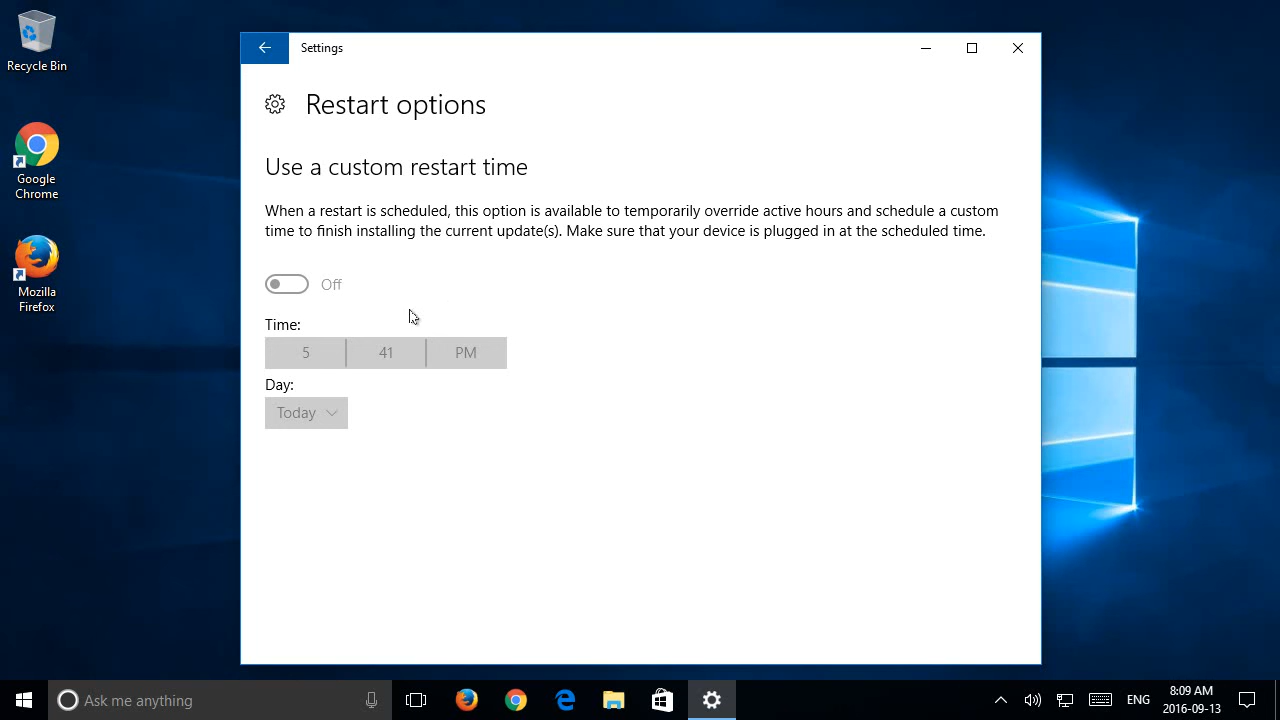 Recycle Bin
Google
Chrome
Mozilla
Firefox
Settings
Restart options
Use a custom restart time
When a restart is scheduled, this option is available to temporarily override active hours and schedule a custom
time to finish installing the current update(s). Make sure that your device is plugged in at the scheduled time.
Off
Time:
5 41 PM
Day:
Today
Ask me anything
ENG
8:09 AM
2016-09-13